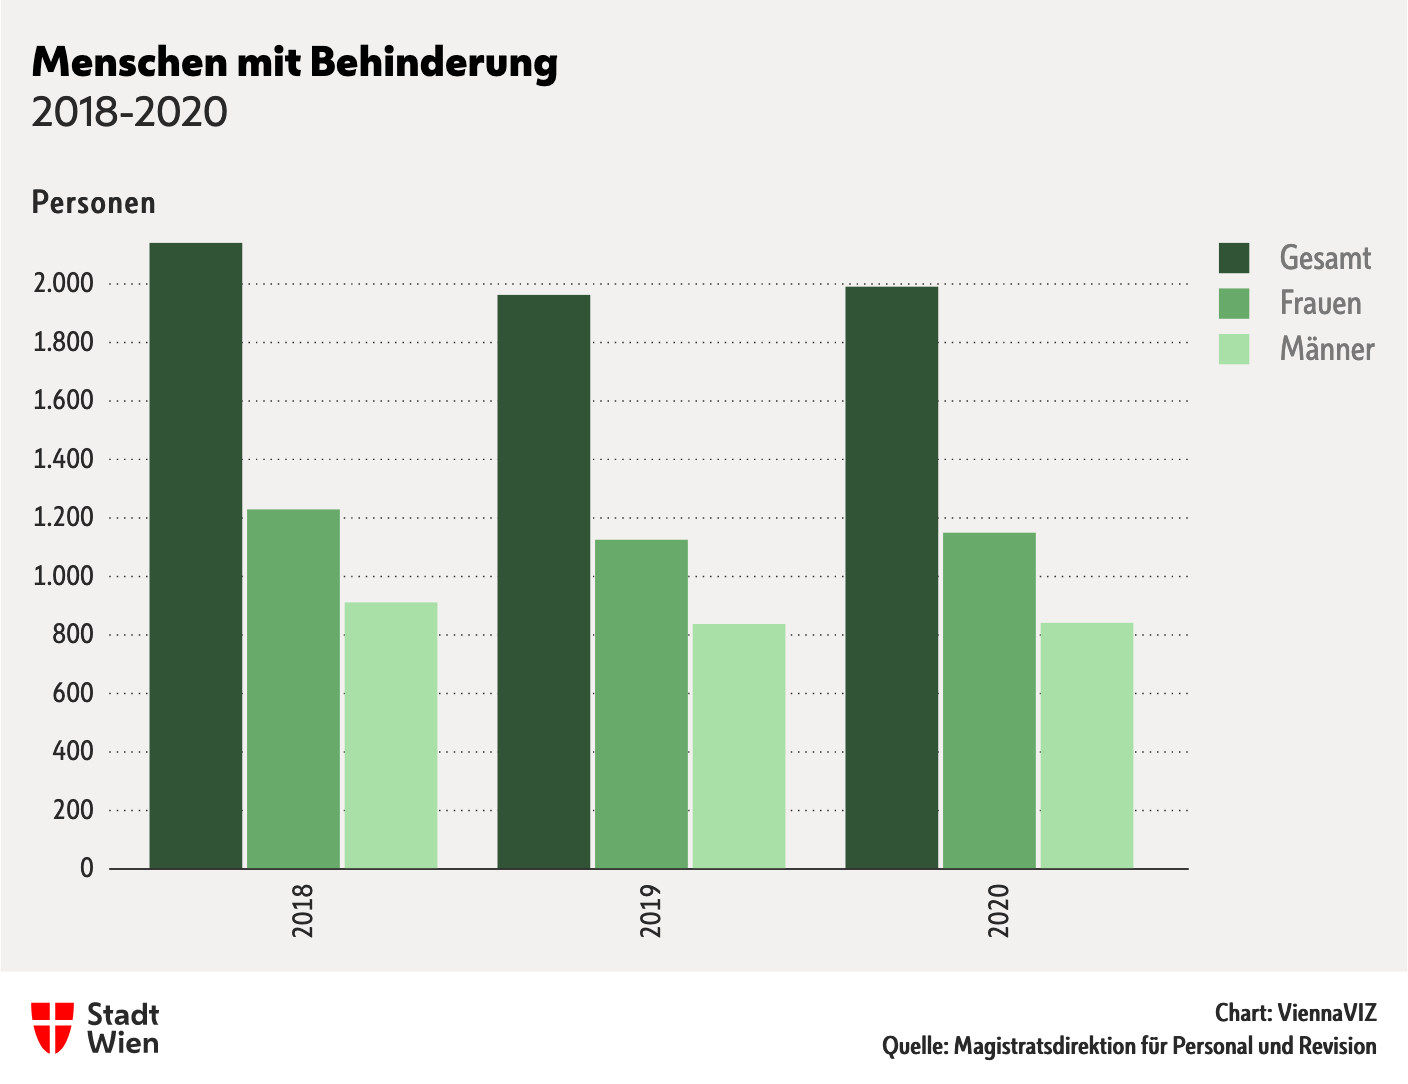 Menschen mit Behinderung
2018-2020
Personen
2.000
1.800
1.600
1.400
1.200
1.000
800
600
400
200
0
2018
2019
2020
Gesamt
Frauen
Männer
Stadt
Wien
Chart: ViennaVIZ
Quelle: Magistratsdirektion für Personal und Revision